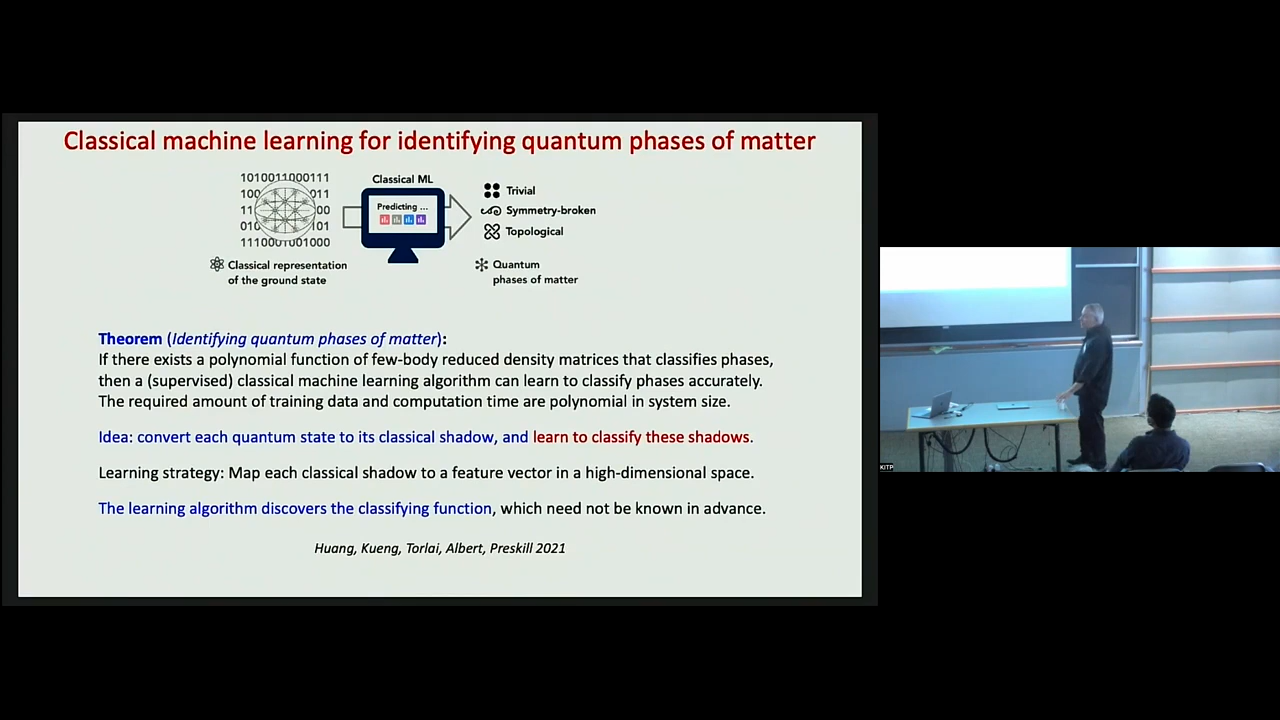 Classical machine learning for identifying quantum phases of matter
1010011000111
100 011
11 00
010 101
1110001001000
Classical ML
Predicting ...
Trivial
Symmetry-broken
Topological
Classical representation
of the ground state
Quantum
phases of matter
Theorem (Identifying quantum phases of matter):
If there exists a polynomial function of few-body reduced density matrices that classifies phases,
then a (supervised) classical machine learning algorithm can learn to classify phases accurately.
The required amount of training data and computation time are polynomial in system size.
Idea: convert each quantum state to its classical shadow, and learn to classify these shadows.
Learning strategy: Map each classical shadow to a feature vector in a high-dimensional space.
The learning algorithm discovers the classifying function, which need not be known in advance.
Huang, Kueng, Torlai, Albert, Preskill 2021
KITP